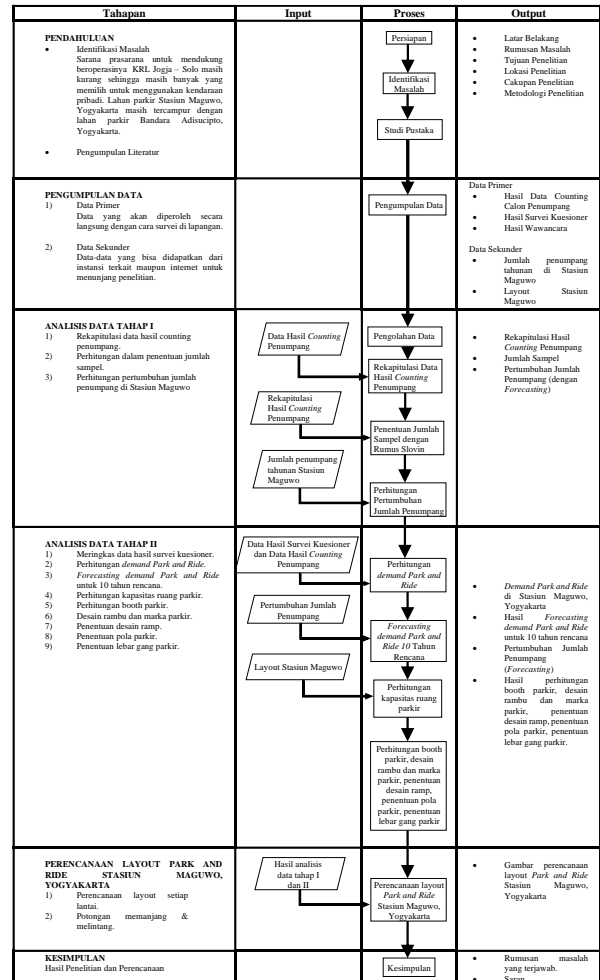 Tahapan
Input
Proses
Output
PENDAHULUAN
• Identifikasi Masalah
Sarana prasarana untuk mendukung
beroperasinya KRL Jogja – Solo masih
kurang sehingga masih banyak yang
memilih untuk menggunakan kendaraan
pribadi. Lahan parkir Stasiun Maguwo,
Yogyakarta masih tercampur dengan
lahan parkir Bandara Adisucipto,
Yogyakarta.
• Pengumpulan Literatur
Persiapan
Identifikasi
Masalah
Studi Pustaka
• Latar Belakang
• Rumusan Masalah
• Tujuan Penelitian
• Lokasi Penelitian
• Cakupan Penelitian
• Metodologi Penelitian
PENGUMPULAN DATA
1) Data Primer
Data yang akan diperoleh secara
langsung dengan cara survei di lapangan.
2) Data Sekunder
Data-data yang bisa didapatkan dari
instansi terkait maupun internet untuk
menunjang penelitian.
Pengumpulan Data
Data Primer
• Hasil Data Counting
Calon Penumpang
• Hasil Survei Kuesioner
• Hasil Wawancara
Data Sekunder
• Jumlah penumpang
tahunan di Stasiun
Maguwo
• Layout Stasiun
Maguwo
ANALISIS DATA TAHAP I
1) Rekapitulasi data hasil counting
penumpang.
2) Perhitungan dalam penentuan jumlah
sampel.
3) Perhitungan pertumbuhan jumlah
penumpang di Stasiun Maguwo
Data Hasil Counting
Penumpang
Rekapitulasi
Hasil Counting
Penumpang
Jumlah penumpang
tahunan Stasiun
Maguwo
Pengolahan Data
Rekapitulasi Data
Hasil Counting
Penumpang
Penentuan Jumlah
Sampel dengan
Rumus Slovin
Perhitungan
Pertumbuhan
Jumlah Penumpang
• Rekapitulasi Hasil
Counting Penumpang
• Jumlah Sampel
• Pertumbuhan Jumlah
Penumpang (dengan
Forecasting)
ANALISIS DATA TAHAP II
1) Meringkas data hasil survei kuesioner.
2) Perhitungan demand Park and Ride.
3) Forecasting demand Park and Ride
untuk 10 tahun rencana.
4) Perhitungan kapasitas ruang parkir.
5) Perhitungan booth parkir.
6) Desain rambu dan marka parkir.
7) Penentuan desain ramp.
8) Penentuan pola parkir.
9) Penentuan lebar gang parkir.
Data Hasil Survei Kuesioner
dan Data Hasil Counting
Penumpang
Pertumbuhan Jumlah
Penumpang
Layout Stasiun Maguwo
Perhitungan
demand Park and
Ride
Forecasting
demand Park and
Ride 10 Tahun
Rencana
Perhitungan
kapasitas ruang
parkir
Perhitungan booth
parkir, desain
rambu dan marka
parkir, penentuan
desain ramp,
penentuan pola
parkir, penentuan
lebar gang parkir
• Demand Park and Ride
di Stasiun Maguwo,
Yogyakarta
• Hasil Forecasting
demand Park and Ride
untuk 10 tahun rencana
• Pertumbuhan Jumlah
Penumpang
(Forecasting)
• Hasil perhitungan
booth parkir, desain
rambu dan marka
parkir, penentuan
desain ramp, penentuan
pola parkir, penentuan
lebar gang parkir.
PERENCANAAN LAYOUT PARK AND
RIDE STASIUN MAGUWO,
YOGYAKARTA
1) Perencanaan layout setiap
lantai.
2) Potongan memanjang &
melintang.
Hasil analisis
data tahap I
dan II
Perencanaan layout
Park and Ride
Stasiun Maguwo,
Yogyakarta
• Gambar perencanaan
layout Park and Ride
Stasiun Maguwo,
Yogyakarta
KESIMPULAN
Hasil Penelitian dan Perencanaan
Kesimpulan
• Rumusan masalah
yang terjawab.
• Saran